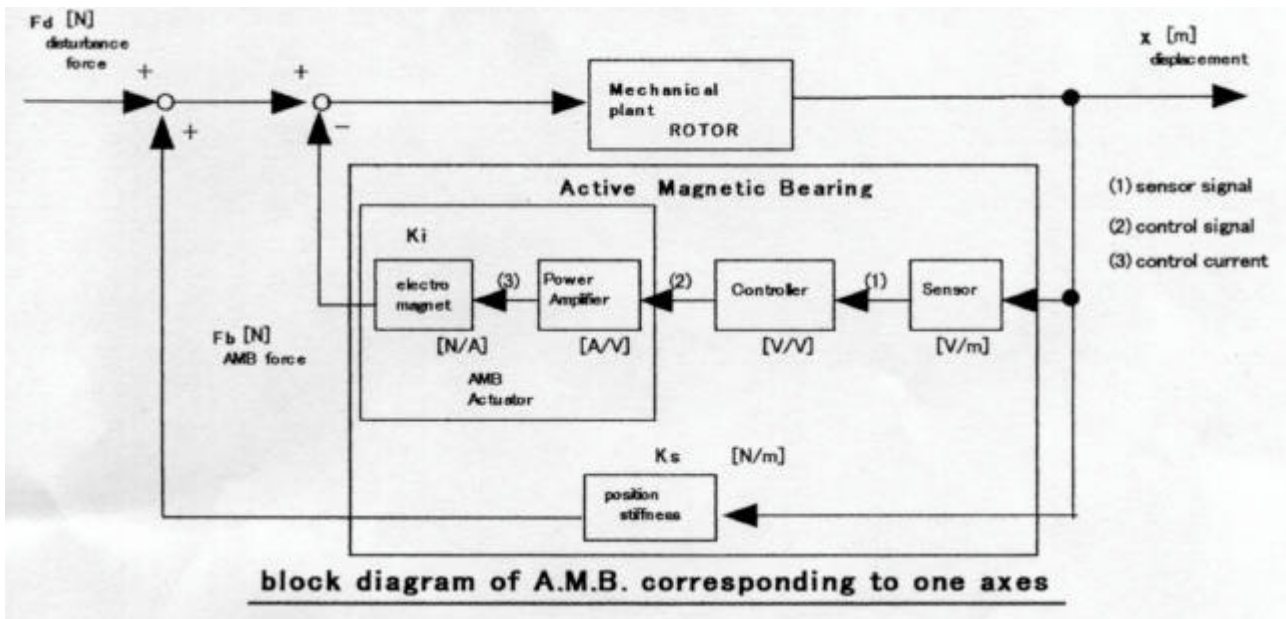 Fd [N]
disturbance
force
+
+
+
−
Mechanical
plant
ROTOR
x [m]
displacement
Active Magnetic Bearing
(1) sensor signal
(2) control signal
(3) control current
Ki
electro
magnet
(3)
Power
Amplifier
(2)
Controller
(1)
Sensor
[N/A]
[A/V]
[V/V]
[V/m]
AMB
Actuator
Fb [N]
AMB force
Ks [N/m]
position
stiffness
block diagram of A.M.B. corresponding to one axes